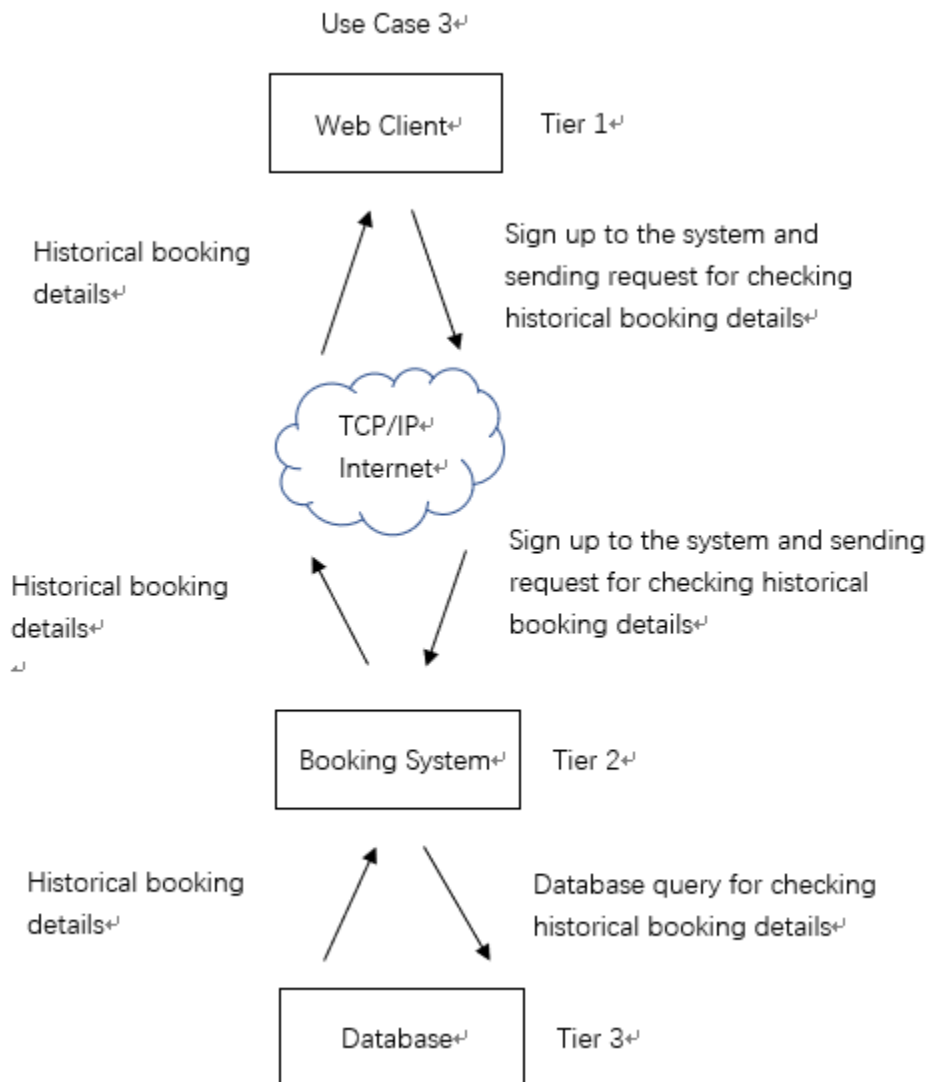 Use Case 3
Web Client
Tier 1
Historical booking
details
Sign up to the system and
sending request for checking
historical booking details
TCP/IP
Internet
Historical booking
details
Sign up to the system and sending
request for checking historical
booking details
Booking System
Tier 2
Historical booking
details
Database query for checking
historical booking details
Database
Tier 3